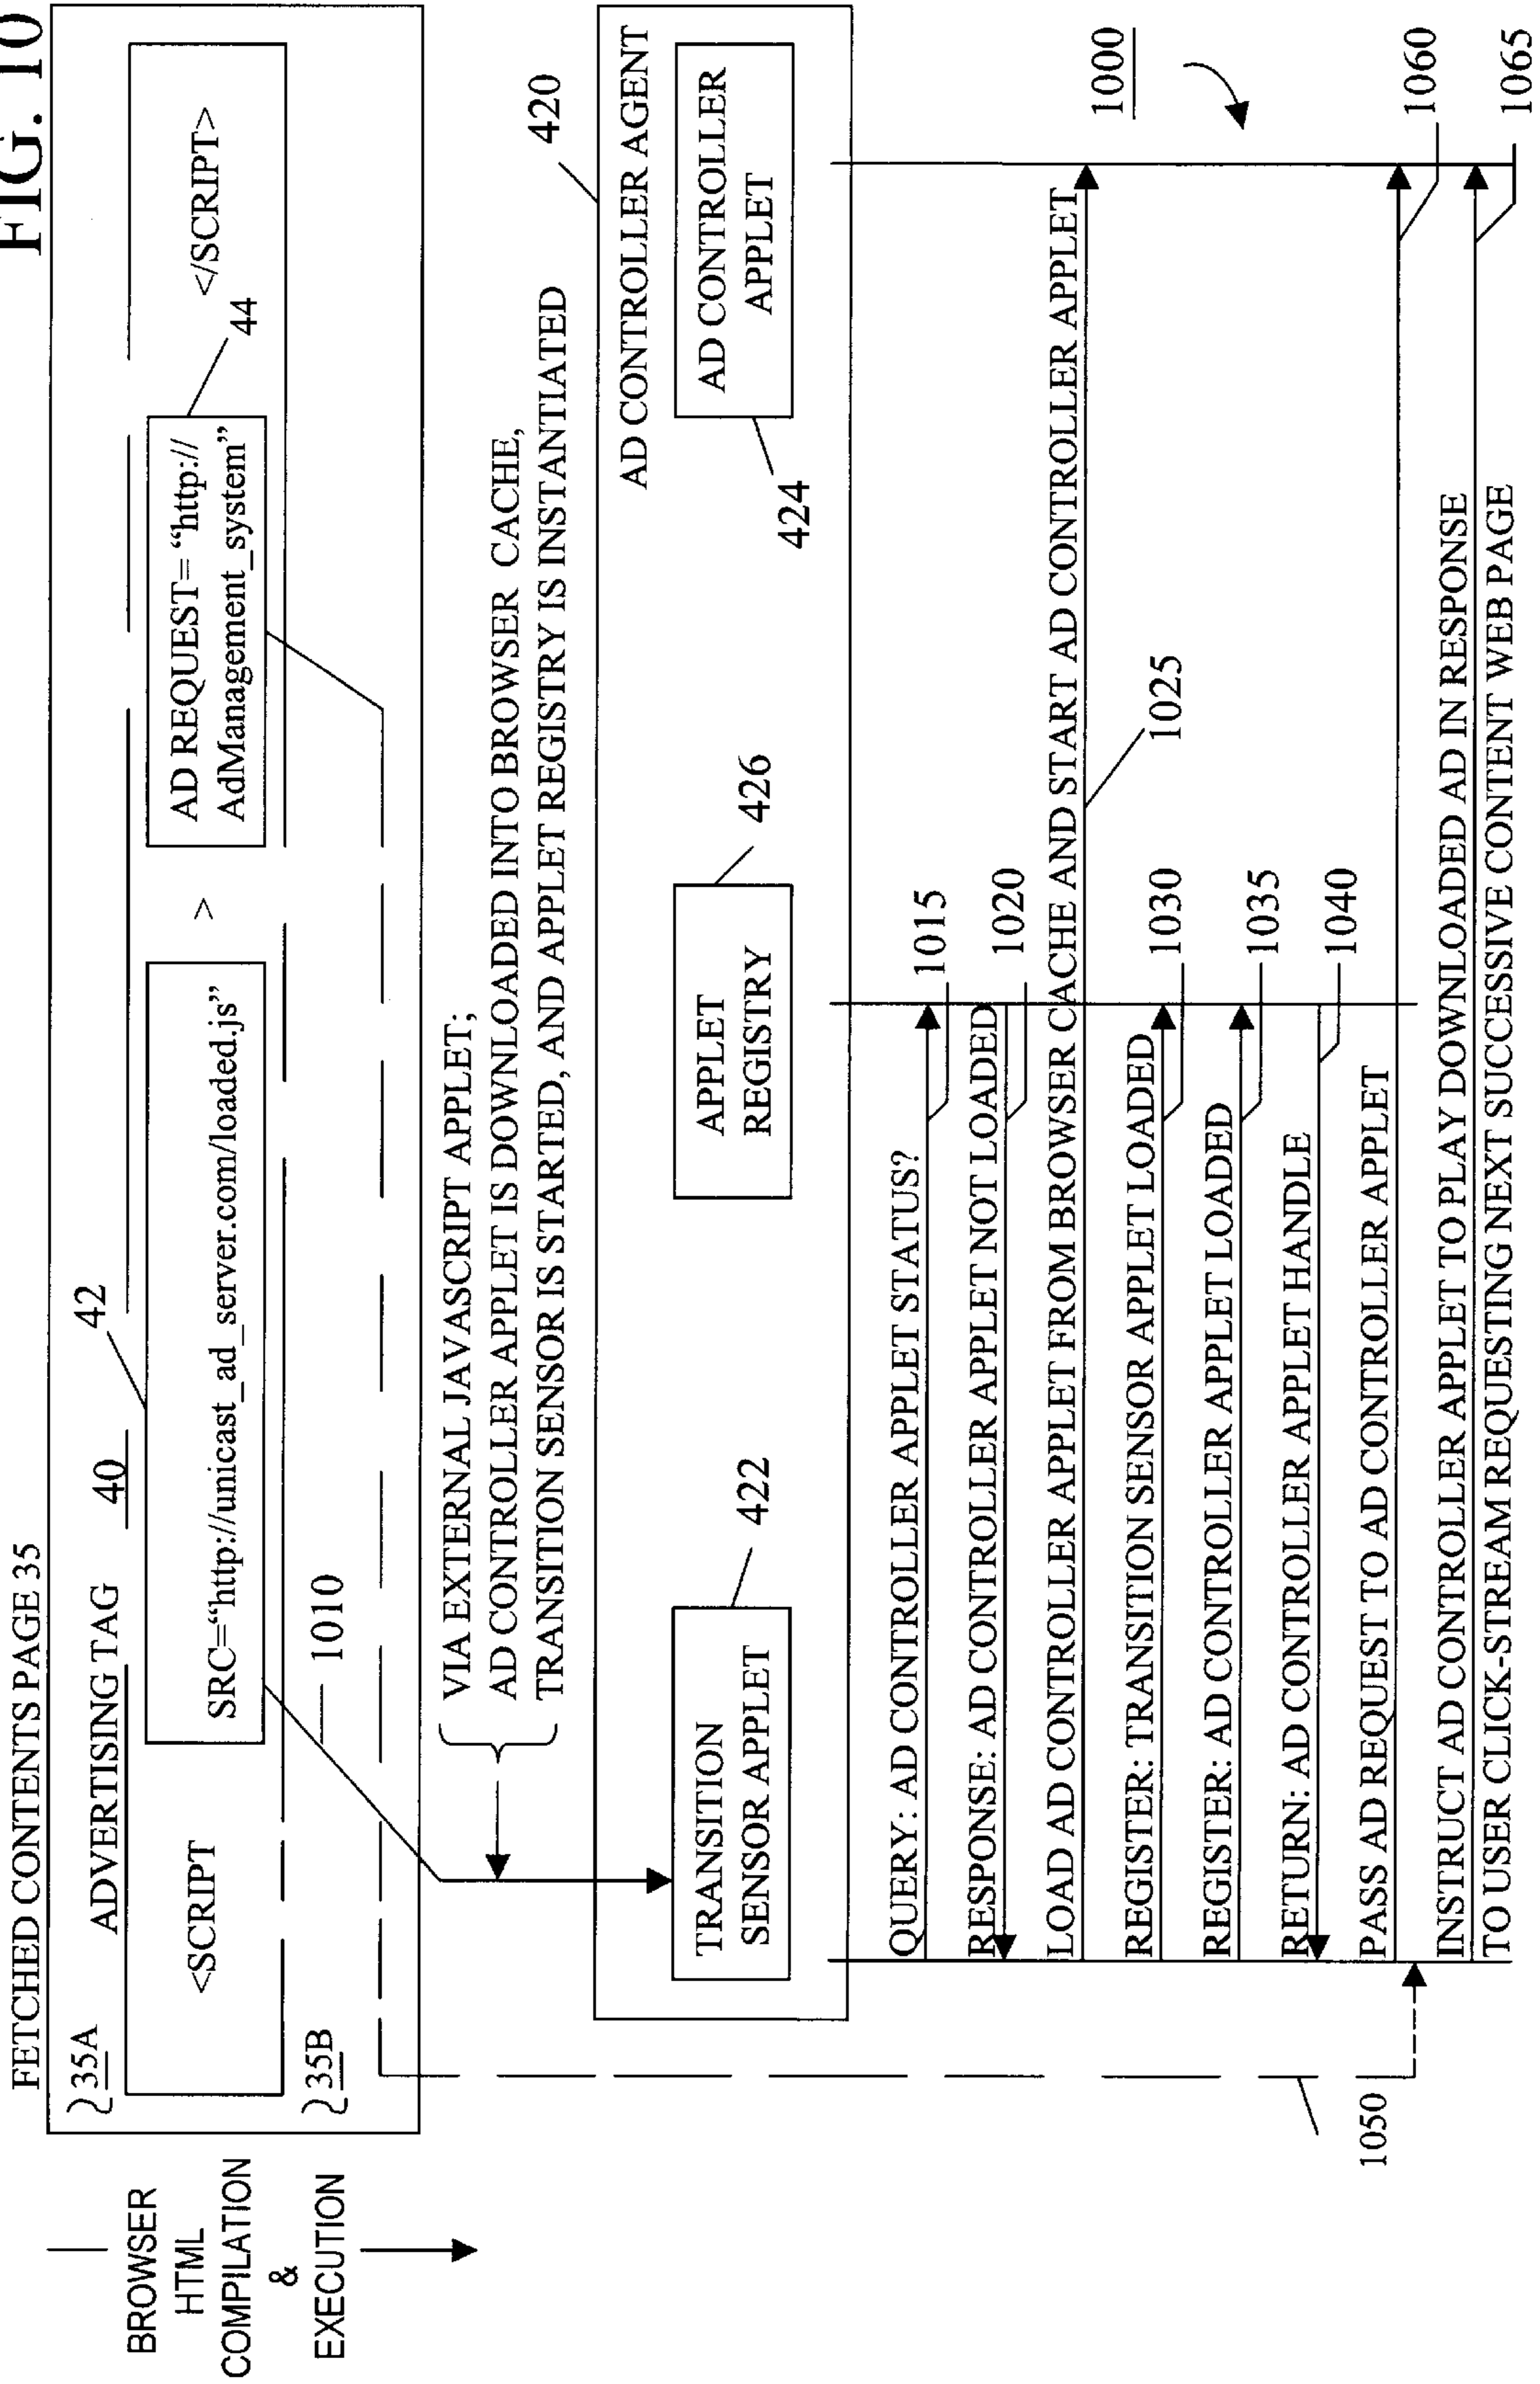 FIG. 10
FETCHED CONTENTS PAGE 35
35A
ADVERTISING TAG 40
42
<SCRIPT
SRC="http://unicast_ad_server.com/loaded.js"
>
AD REQUEST= "http://
AdManagement_system"
44
</SCRIPT>
35B
BROWSER
HTML
COMPILATION
&
EXECUTION
1010
VIA EXTERNAL JAVASCRIPT APPLET;
AD CONTROLLER APPLET IS DOWNLOADED INTO BROWSER CACHE,
TRANSITION SENSOR IS STARTED, AND APPLET REGISTRY IS INSTANTIATED
420
AD CONTROLLER AGENT
TRANSITION
SENSOR APPLET
422
APPLET
REGISTRY
426
AD CONTROLLER
APPLET
424
1000
QUERY: AD CONTROLLER APPLET STATUS?
1015
RESPONSE: AD CONTROLLER APPLET NOT LOADED
1020
LOAD AD CONTROLLER APPLET FROM BROWSER CACHE AND START AD CONTROLLER APPLET
1025
REGISTER: TRANSITION SENSOR APPLET LOADED
1030
REGISTER: AD CONTROLLER APPLET LOADED
1035
RETURN: AD CONTROLLER APPLET HANDLE
1040
1050
PASS AD REQUEST TO AD CONTROLLER APPLET
1060
INSTRUCT AD CONTROLLER APPLET TO PLAY DOWNLOADED AD IN RESPONSE
TO USER CLICK-STREAM REQUESTING NEXT SUCCESSIVE CONTENT WEB PAGE
1065